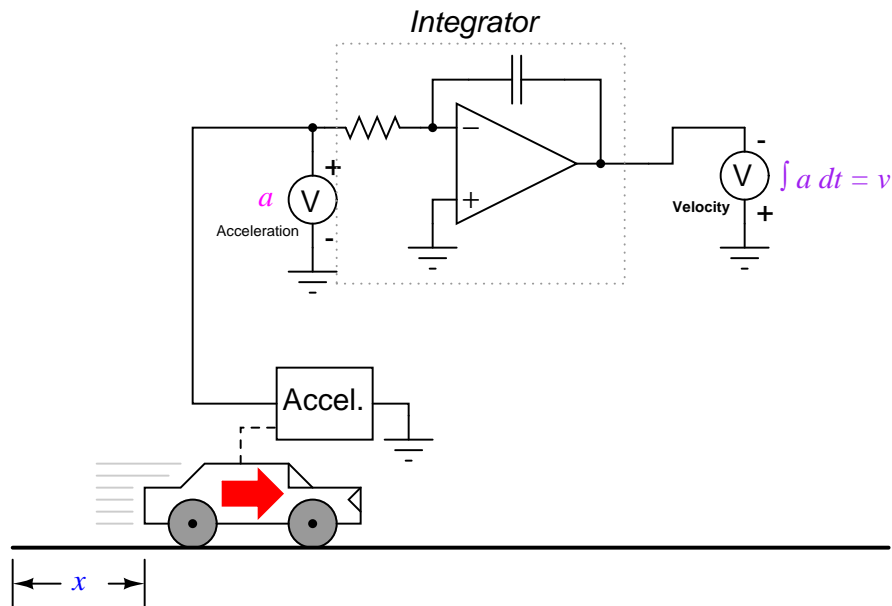 Integrator
−
+
+
V
-
a
Acceleration
-
V
+
Velocity
∫ a dt = v
Accel.
x